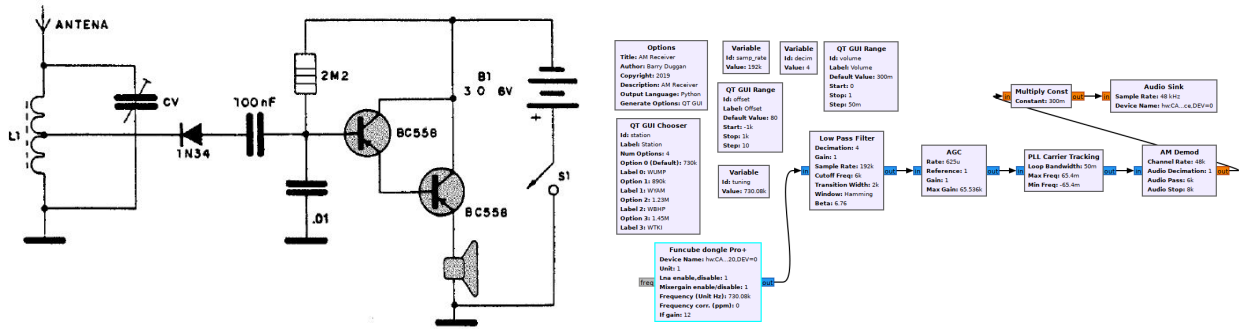 ANTENA
CV
L1
1N34
100nF
2M2
.01
BC558
BC558
B1
3 O 6V
+
S1
Options
Title: AM Receiver
Author: Barry Duggan
Copyright: 2019
Description: AM Receiver
Output Language: Python
Generate Options: QT GUI
Variable
Id: samp_rate
Value: 192k
Variable
Id: decim
Value: 4
QT GUI Range
Id: volume
Label: Volume
Default Value: 300m
Start: 0
Stop: 1
Step: 50m
QT GUI Range
Id: offset
Label: Offset
Default Value: 80
Start: -1k
Stop: 1k
Step: 10
QT GUI Chooser
Id: station
Label: Station
Num Options: 4
Option 0 (Default): 730k
Label 0: WUMP
Option 1: 890k
Label 1: WYAM
Option 2: 1.23M
Label 2: WBHP
Option 3: 1.45M
Label 3: WTKI
Variable
Id: tuning
Value: 730.08k
Funcube dongle Pro+
Device Name: hw:CA...20,DEV=0
Unit: 1
Lna enable,disable: 1
Mixergain enable/disable: 1
Frequency (Unit Hz): 730.08k
Frequency corr. (ppm): 0
If gain: 12
freq
out
Low Pass Filter
Decimation: 4
Gain: 1
Sample Rate: 192k
Cutoff Freq: 6k
Transition Width: 2k
Window: Hamming
Beta: 6.76
in
out
AGC
Rate: 625u
Reference: 1
Gain: 1
Max Gain: 65.536k
in
out
PLL Carrier Tracking
Loop Bandwidth: 50m
Max Freq: 65.4m
Min Freq: -65.4m
in
out
AM Demod
Channel Rate: 48k
Audio Decimation: 1
Audio Pass: 6k
Audio Stop: 8k
in
out
Multiply Const
Constant: 300m
in
out
Audio Sink
Sample Rate: 48 kHz
Device Name: hw:CA...ce,DEV=0
in